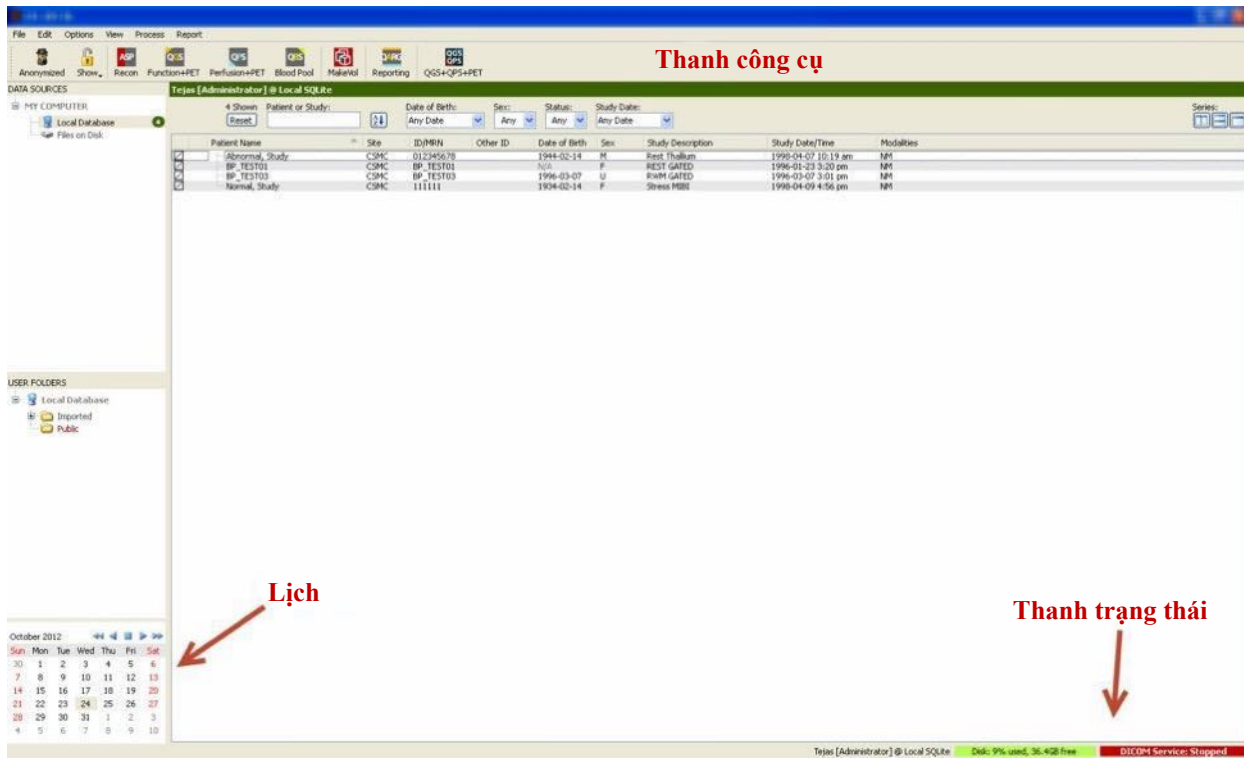 File Edit Options View Process Report
Thanh công cụ
ASP QGS QPS QBS DARG QGS QPS
Anonymized Show Recon Function+PET Perfusion+PET Blood Pool MakeVol Reporting QGS+QPS+PET
DATA SOURCES
MY COMPUTER
Local Database 4
Files on Disk
Tejas [Administrator] @ Local SQLite
4 Shown Patient or Study: Date of Birth: Sex: Status: Study Date: Series:
Reset Any Date Any Any Any Date
Patient Name Site ID/MRN Other ID Date of Birth Sex Study Description Study Date/Time Modalities
Abnormal, Study CSMC 012345678 1944-02-14 M Rest Thallium 1998-04-07 10:19 am NM
BP_TEST01 CSMC BP_TEST01 N/A F REST GATED 1996-01-23 3:20 pm NM
BP_TEST03 CSMC BP_TEST03 1996-03-07 U RWM GATED 1996-03-07 3:01 pm NM
Normal, Study CSMC 111111 1934-02-14 F Stress MIBI 1998-04-09 4:56 pm NM
USER FOLDERS
Local Database
Imported
Public
Lịch
Thanh trạng thái
October 2012
Sun Mon Tue Wed Thu Fri Sat
30 1 2 3 4 5 6
7 8 9 10 11 12 13
14 15 16 17 18 19 20
21 22 23 24 25 26 27
28 29 30 31 1 2 3
4 5 6 7 8 9 10
Tejas [Administrator] @ Local SQLite Disk: 9% used, 36.4GB free DICOM Service: Stopped